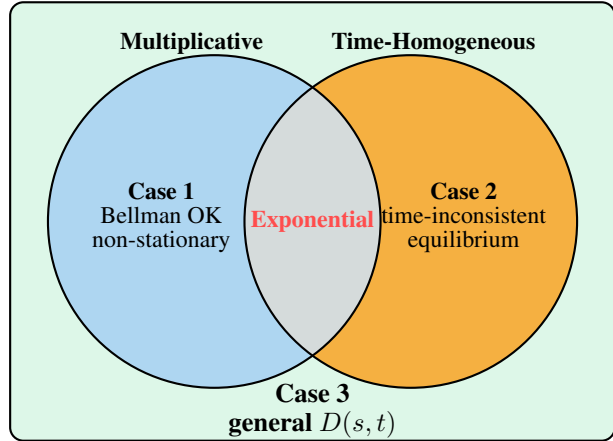 Multiplicative
Time-Homogeneous
Case 1
Bellman OK
non-stationary
Exponential
Case 2
time-inconsistent
equilibrium
Case 3
general D(s, t)